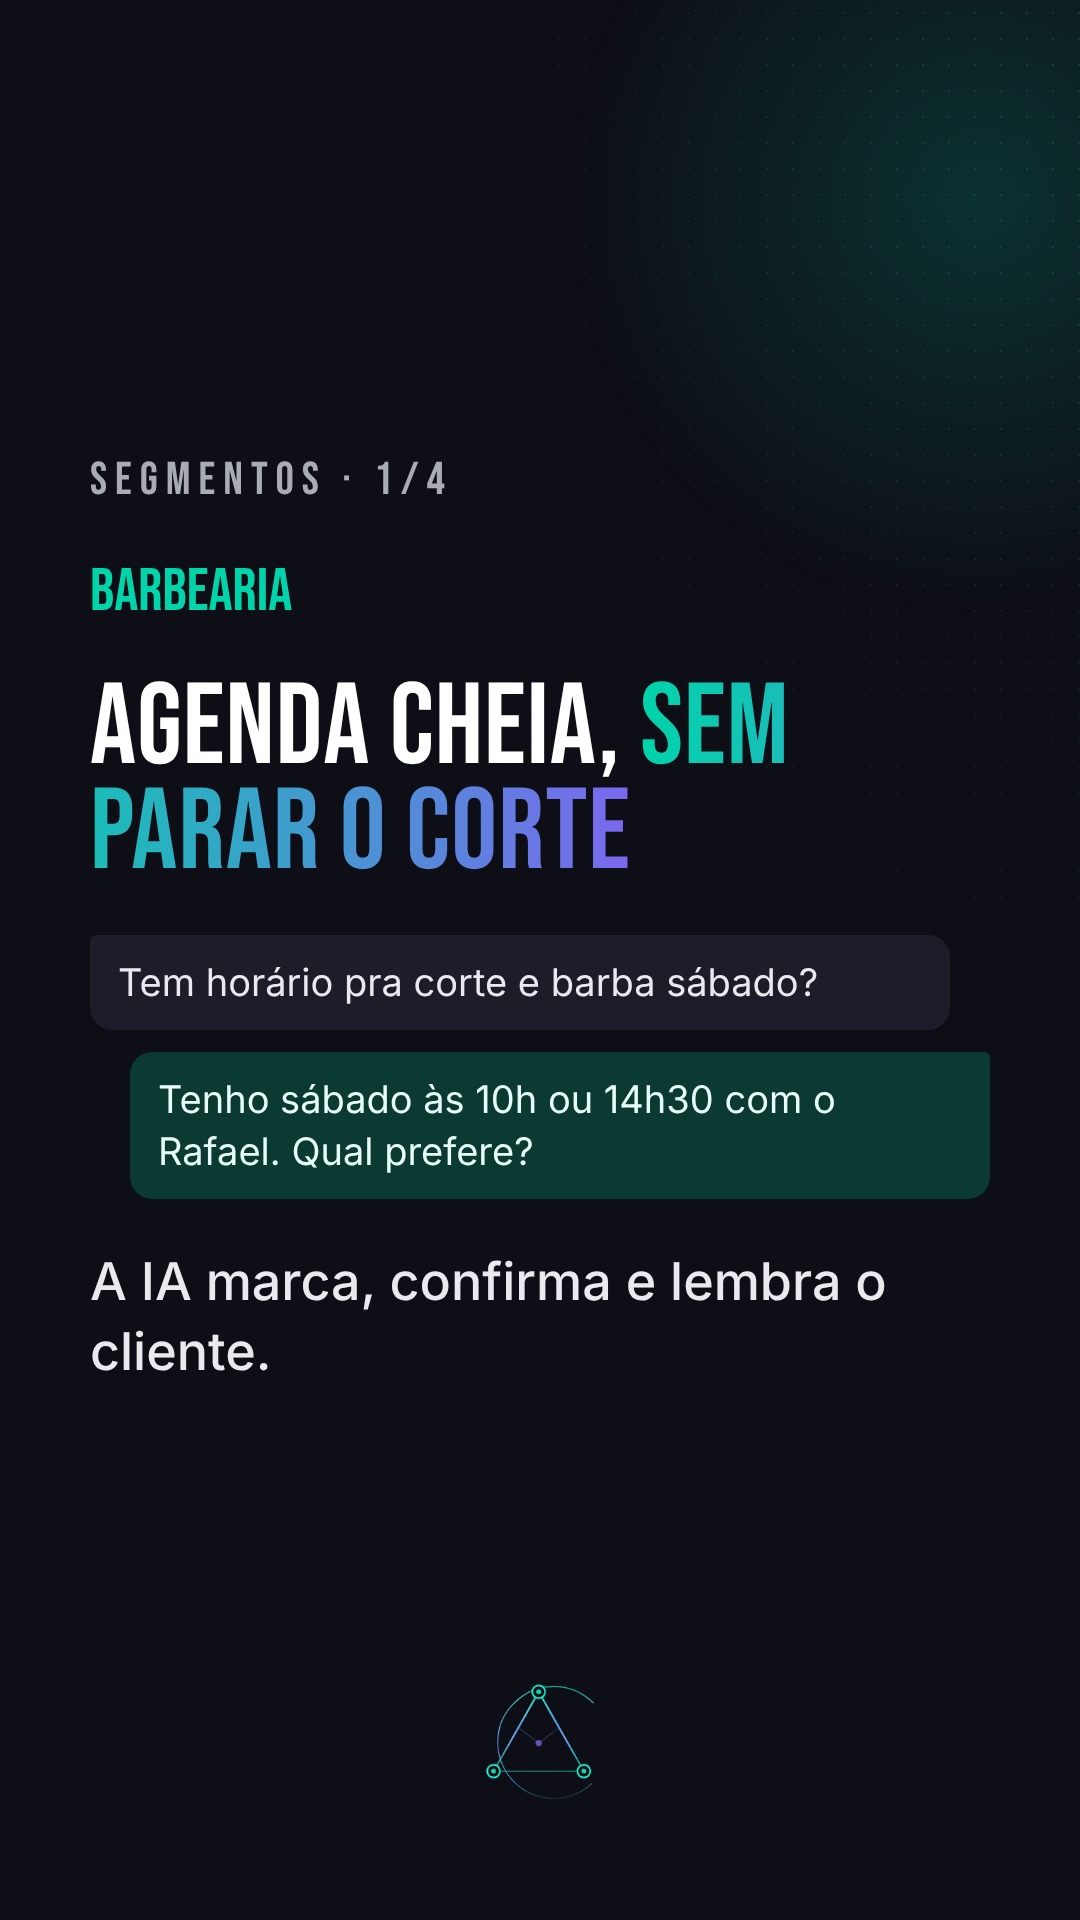 SEGMENTOS · 1/4
BARBEARIA
AGENDA CHEIA, SEM
PARAR O CORTE
Tem horário pra corte e barba sábado?
Tenho sábado às 10h ou 14h30 com o
Rafael. Qual prefere?
A IA marca, confirma e lembra o
cliente.